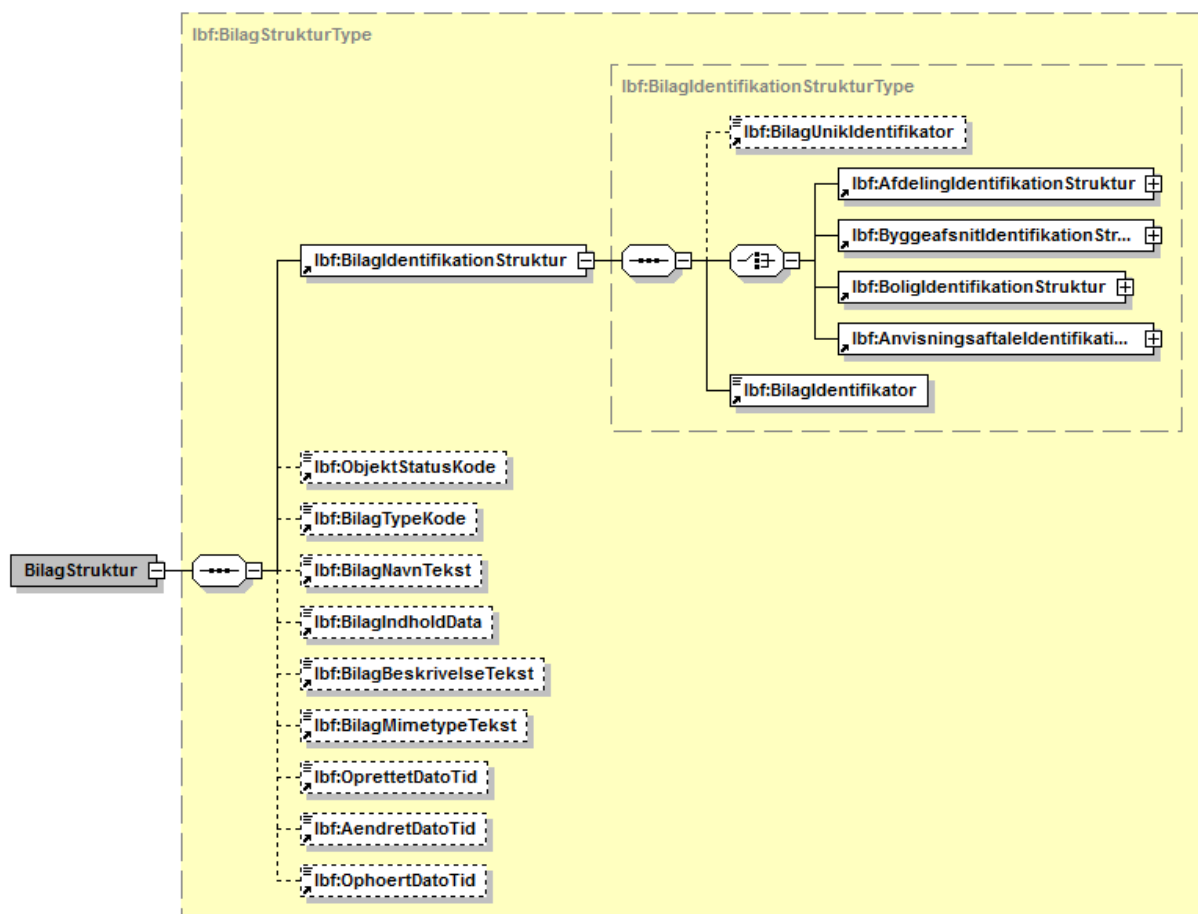 lbf:BilagStrukturType
lbf:BilagIdentifikationStrukturType
lbf:BilagUnikIdentifikator
lbf:AfdelingIdentifikationStruktur
lbf:ByggeafsnitIdentifikationStr...
lbf:BilagIdentifikationStruktur
lbf:BoligIdentifikationStruktur
lbf:AnvisningsaftaleIdentifikati...
lbf:BilagIdentifikator
lbf:ObjektStatusKode
lbf:BilagTypeKode
BilagStruktur
lbf:BilagNavnTekst
lbf:BilagIndholdData
lbf:BilagBeskrivelseTekst
lbf:BilagMimetypeTekst
lbf:OprettetDatoTid
lbf:AendretDatoTid
lbf:OphoertDatoTid